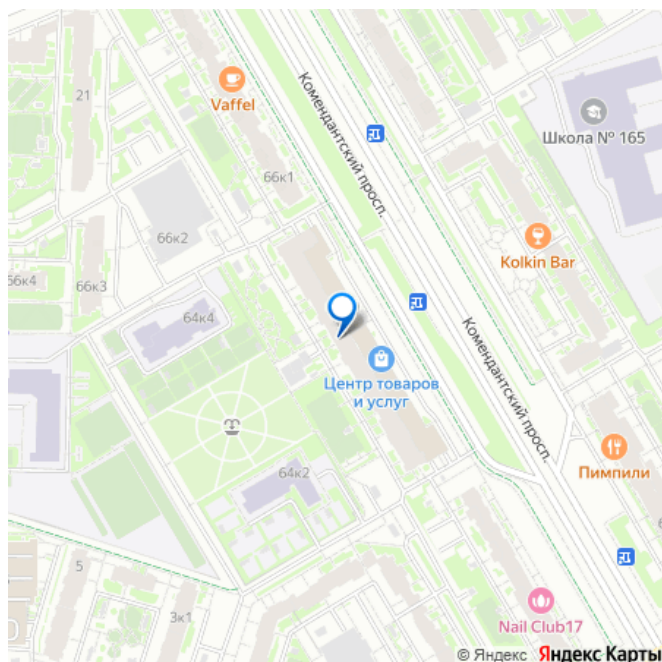 21
Vaffel
Комендантский просп.
Школа № 165
66к1
66к2
Kolkin Bar
66к4
66к3
64к4
Комендантский просп.
Центр товаров
и услуг
64к2
Пимпили
5
3к1
Nail Club17
© Яндекс Яндекс Карты